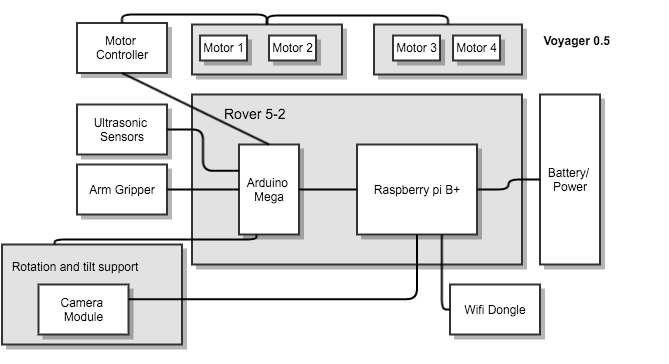 Motor
Controller
Motor 1
Motor 2
Motor 3
Motor 4
Voyager 0.5
Rover 5-2
Ultrasonic
Sensors
Arm Gripper
Arduino
Mega
Raspberry pi B+
Battery/
Power
Rotation and tilt support
Camera
Module
Wifi Dongle